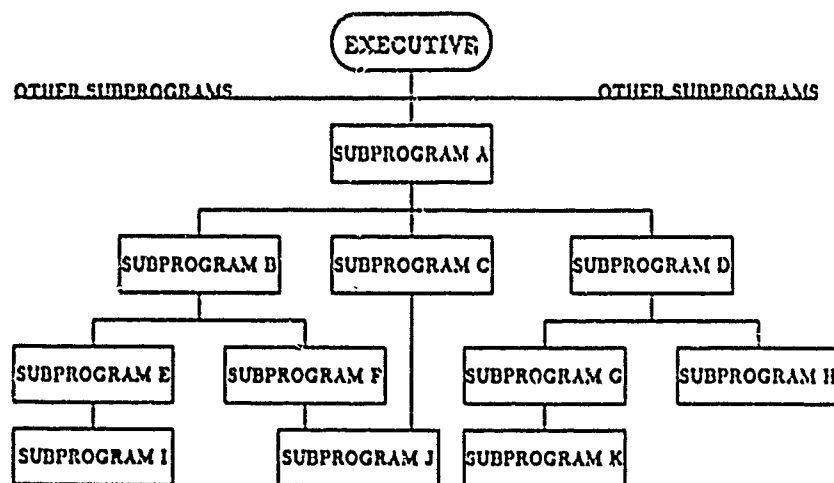 EXECUTIVE
OTHER SUBPROGRAMS OTHER SUBPROGRAMS
SUBPROGRAM A
SUBPROGRAM B SUBPROGRAM C SUBPROGRAM D
SUBPROGRAM E SUBPROGRAM F SUBPROGRAM G SUBPROGRAM H
SUBPROGRAM I SUBPROGRAM J SUBPROGRAM K